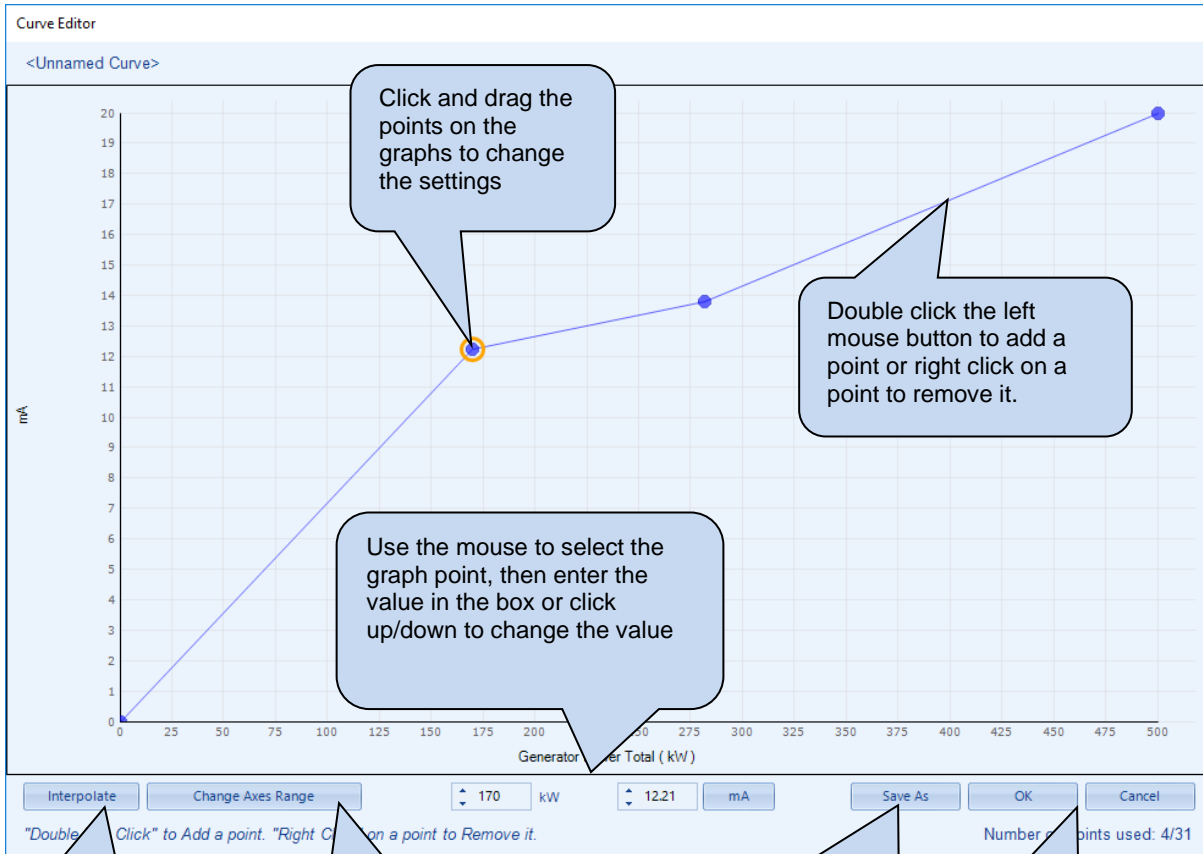 Curve Editor
<Unnamed Curve>
Click and drag the
points on the
graphs to change
the settings
20
19
18
17
16
15
14
13
12
11
10
9
8
7
6
5
4
3
2
1
0
mA
Double click the left
mouse button to add a
point or right click on a
point to remove it.
Use the mouse to select the
graph point, then enter the
value in the box or click
up/down to change the value
0 25 50 75 100 125 150 175 200 50 275 300 325 350 375 400 425 450 475 500
Generator er Total ( kW )
Interpolate Change Axes Range 170 kW 12.21 mA Save As OK Cancel
"Double Click" to Add a point. "Right C on a point to Remove it. Number o ints used: 4/31